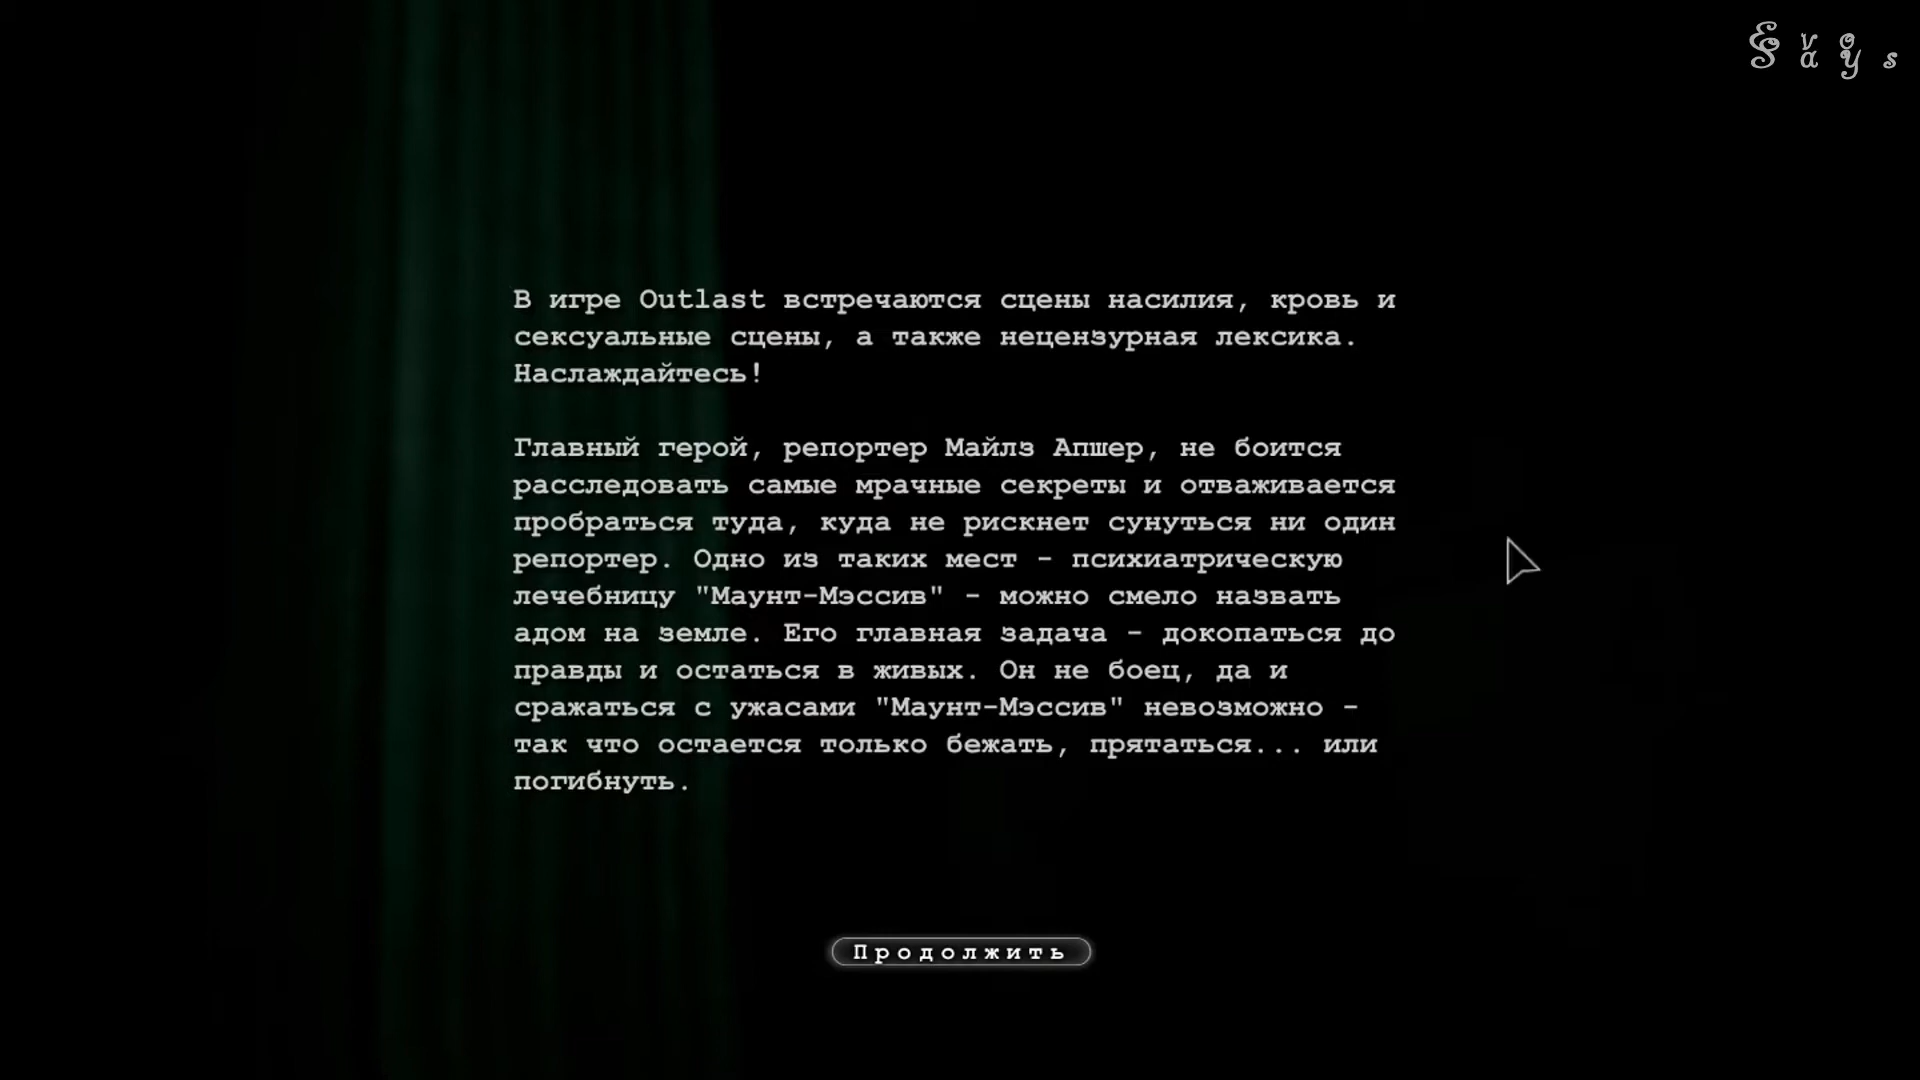 Evo
Says
В игре Outlast встречаются сцены насилия, кровь и
сексуальные сцены, а также нецензурная лексика.
Наслаждайтесь!
Главный герой, репортер Майлз Апшер, не боится
расследовать самые мрачные секреты и отваживается
пробраться туда, куда не рискнет сунуться ни один
репортер. Одно из таких мест - психиатрическую
лечебницу "Маунт-Мэссив" - можно смело назвать
адом на земле. Его главная задача - докопаться до
правды и остаться в живых. Он не боец, да и
сражаться с ужасами "Маунт-Мэссив" невозможно -
так что остается только бежать, прятаться... или
погибнуть.
Продолжить